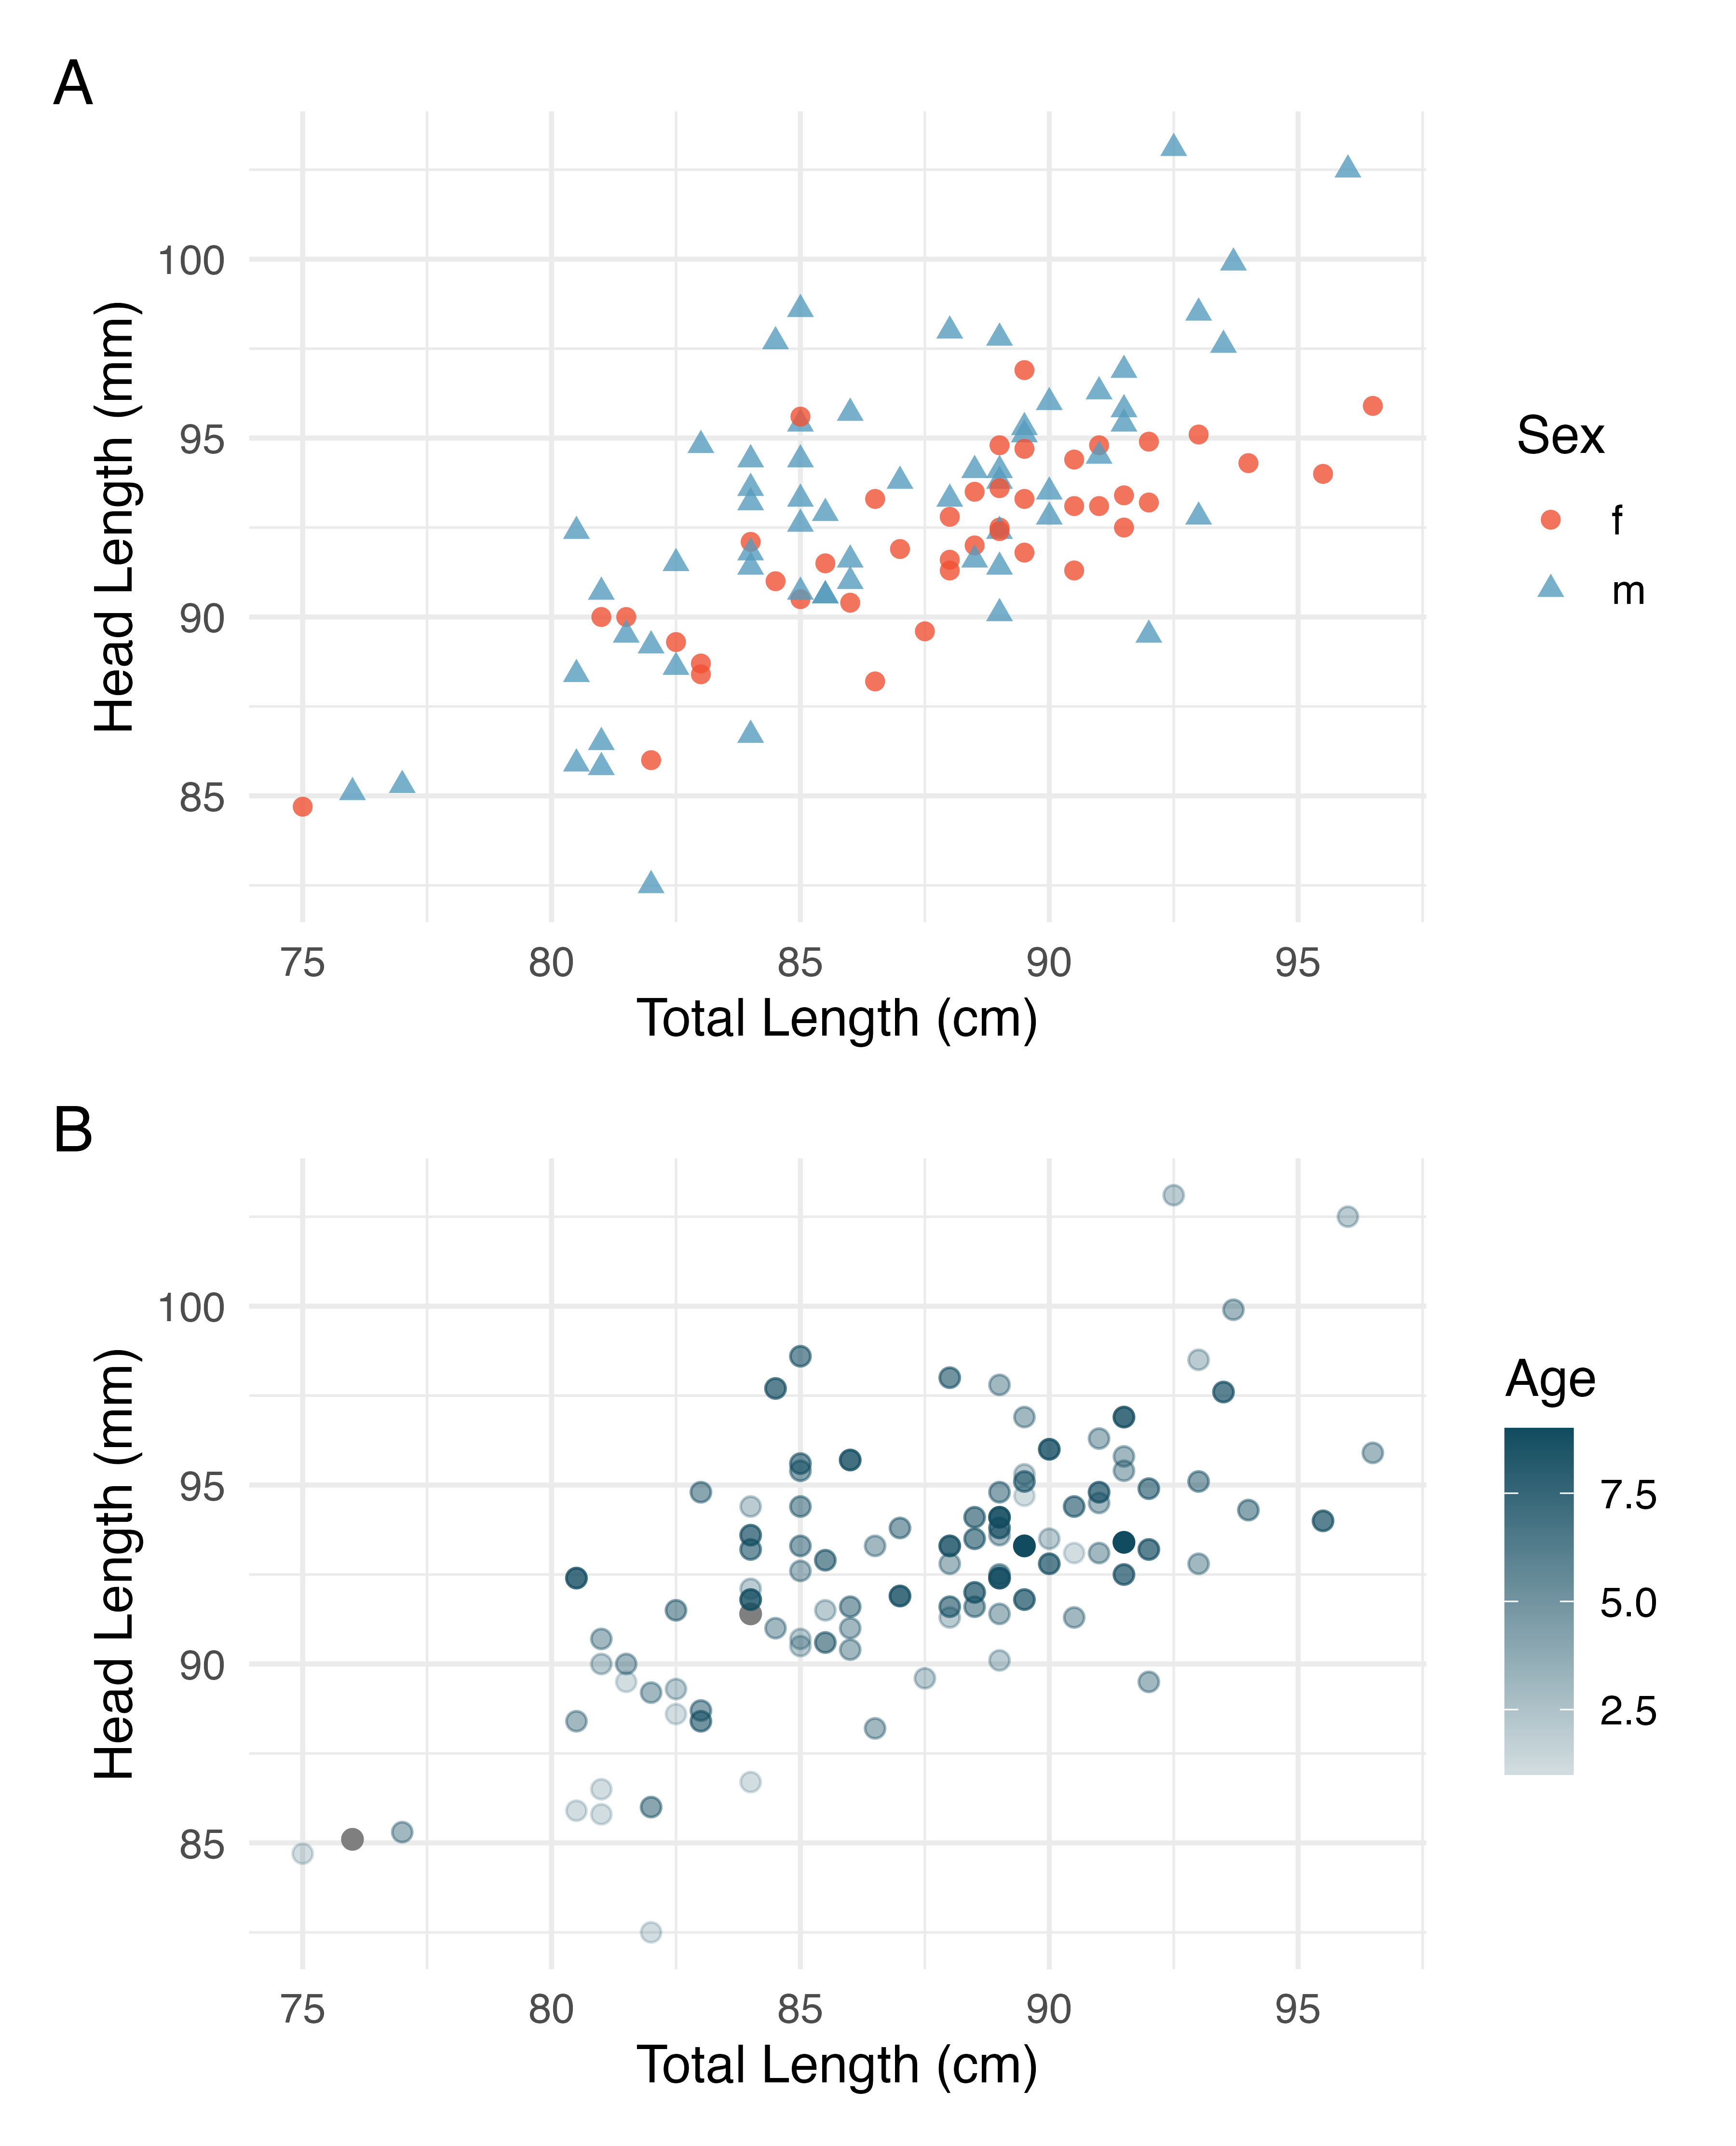 A
Head Length (mm)
100
95
90
85
75 80 85 90 95
Total Length (cm)
Sex
f
m
B
Head Length (mm)
100
95
90
85
75 80 85 90 95
Total Length (cm)
Age
7.5
5.0
2.5